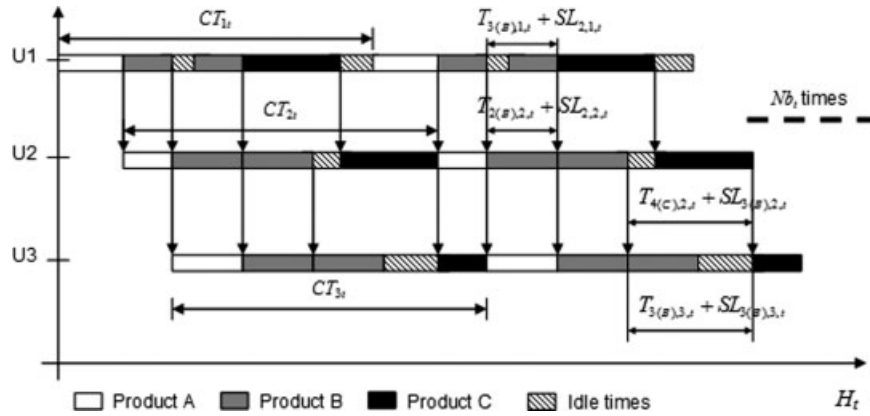 CT1t
T3(B),1,t + SL2,1,t
U1
CT2t
T2(B),2,t + SL2,2,t
Nbt times
U2
T4(C),2,t + SL3(B),2,t
U3
CT3t
T3(B),3,t + SL3(B),3,t
Product A
Product B
Product C
Idle times
Ht